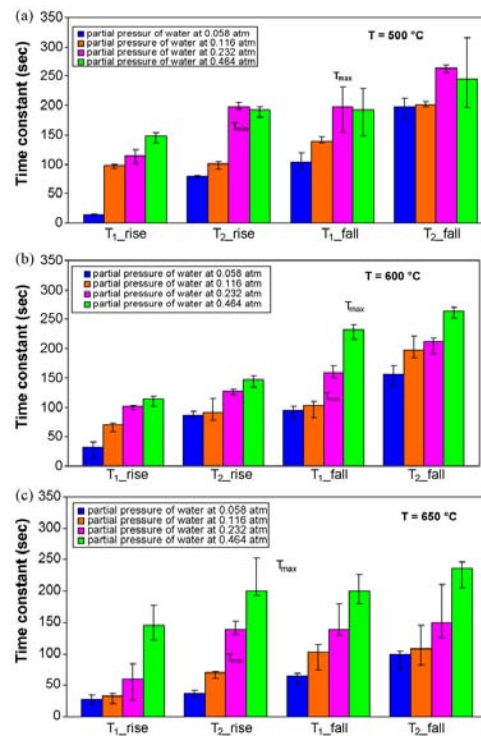 (a)
350
300
250
200
150
100
50
0
Time constant (sec)
partial pressur of water at 0.058 atm
partial pressure of water at 0.116 atm
partial pressure of water at 0.232 atm
partial pressure of water at 0.464 atm
T = 500 °C
Tmax
Tmax
T1_rise T2_rise T1_fall T2_fall
(b)
350
300
250
200
150
100
50
0
Time constant (sec)
partial pressure of water at 0.058 atm
partial pressure of water at 0.116 atm
partial pressure of water at 0.232 atm
partial pressure of water at 0.464 atm
T = 600 °C
Tmax
Tmax
T1_rise T2_rise T1_fall T2_fall
(c)
350
300
250
200
150
100
50
0
Time constant (sec)
partial pressure of water at 0.058 atm
partial pressure of water at 0.116 atm
partial pressure of water at 0.232 atm
partial pressure of water at 0.464 atm
T = 650 °C
Tmax
Tmax
T1_rise T2_rise T1_fall T2_fall